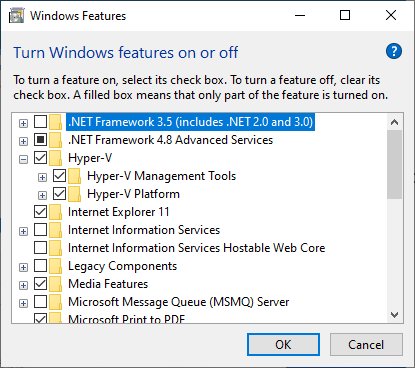 Windows Features
Turn Windows features on or off
?
To turn a feature on, select its check box. To turn a feature off, clear its
check box. A filled box means that only part of the feature is turned on.
.NET Framework 3.5 (includes .NET 2.0 and 3.0)
.NET Framework 4.8 Advanced Services
Hyper-V
Hyper-V Management Tools
Hyper-V Platform
Internet Explorer 11
Internet Information Services
Internet Information Services Hostable Web Core
Legacy Components
Media Features
Microsoft Message Queue (MSMQ) Server
Microsoft Print to PDF
OK
Cancel